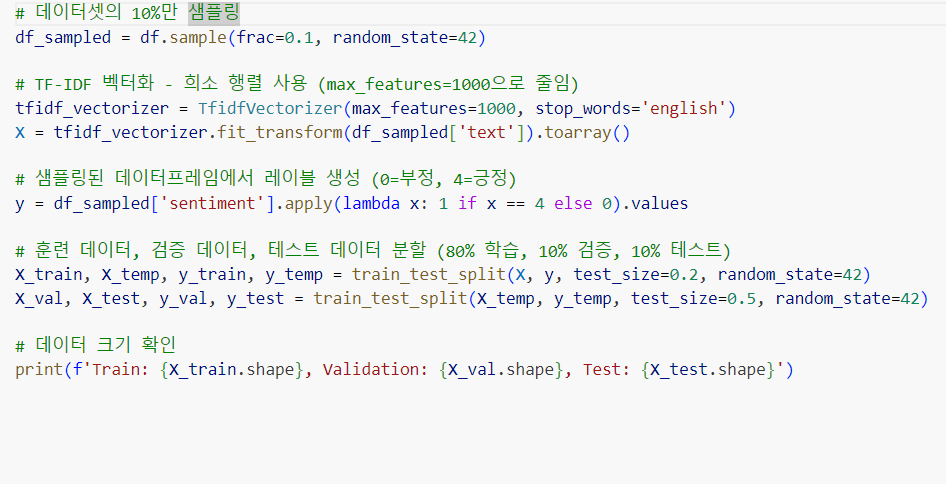 # 데이터셋의 10%만 샘플링
df_sampled = df.sample(frac=0.1, random_state=42)
# TF-IDF 벡터화 - 희소 행렬 사용 (max_features=1000으로 줄임)
tfidf_vectorizer = TfidfVectorizer(max_features=1000, stop_words='english')
X = tfidf_vectorizer.fit_transform(df_sampled['text']).toarray()
# 샘플링된 데이터프레임에서 레이블 생성 (0=부정, 4=긍정)
y = df_sampled['sentiment'].apply(lambda x: 1 if x == 4 else 0).values
# 훈련 데이터, 검증 데이터, 테스트 데이터 분할 (80% 학습, 10% 검증, 10% 테스트)
X_train, X_temp, y_train, y_temp = train_test_split(X, y, test_size=0.2, random_state=42)
X_val, X_test, y_val, y_test = train_test_split(X_temp, y_temp, test_size=0.5, random_state=42)
# 데이터 크기 확인
print(f'Train: {X_train.shape}, Validation: {X_val.shape}, Test: {X_test.shape}')